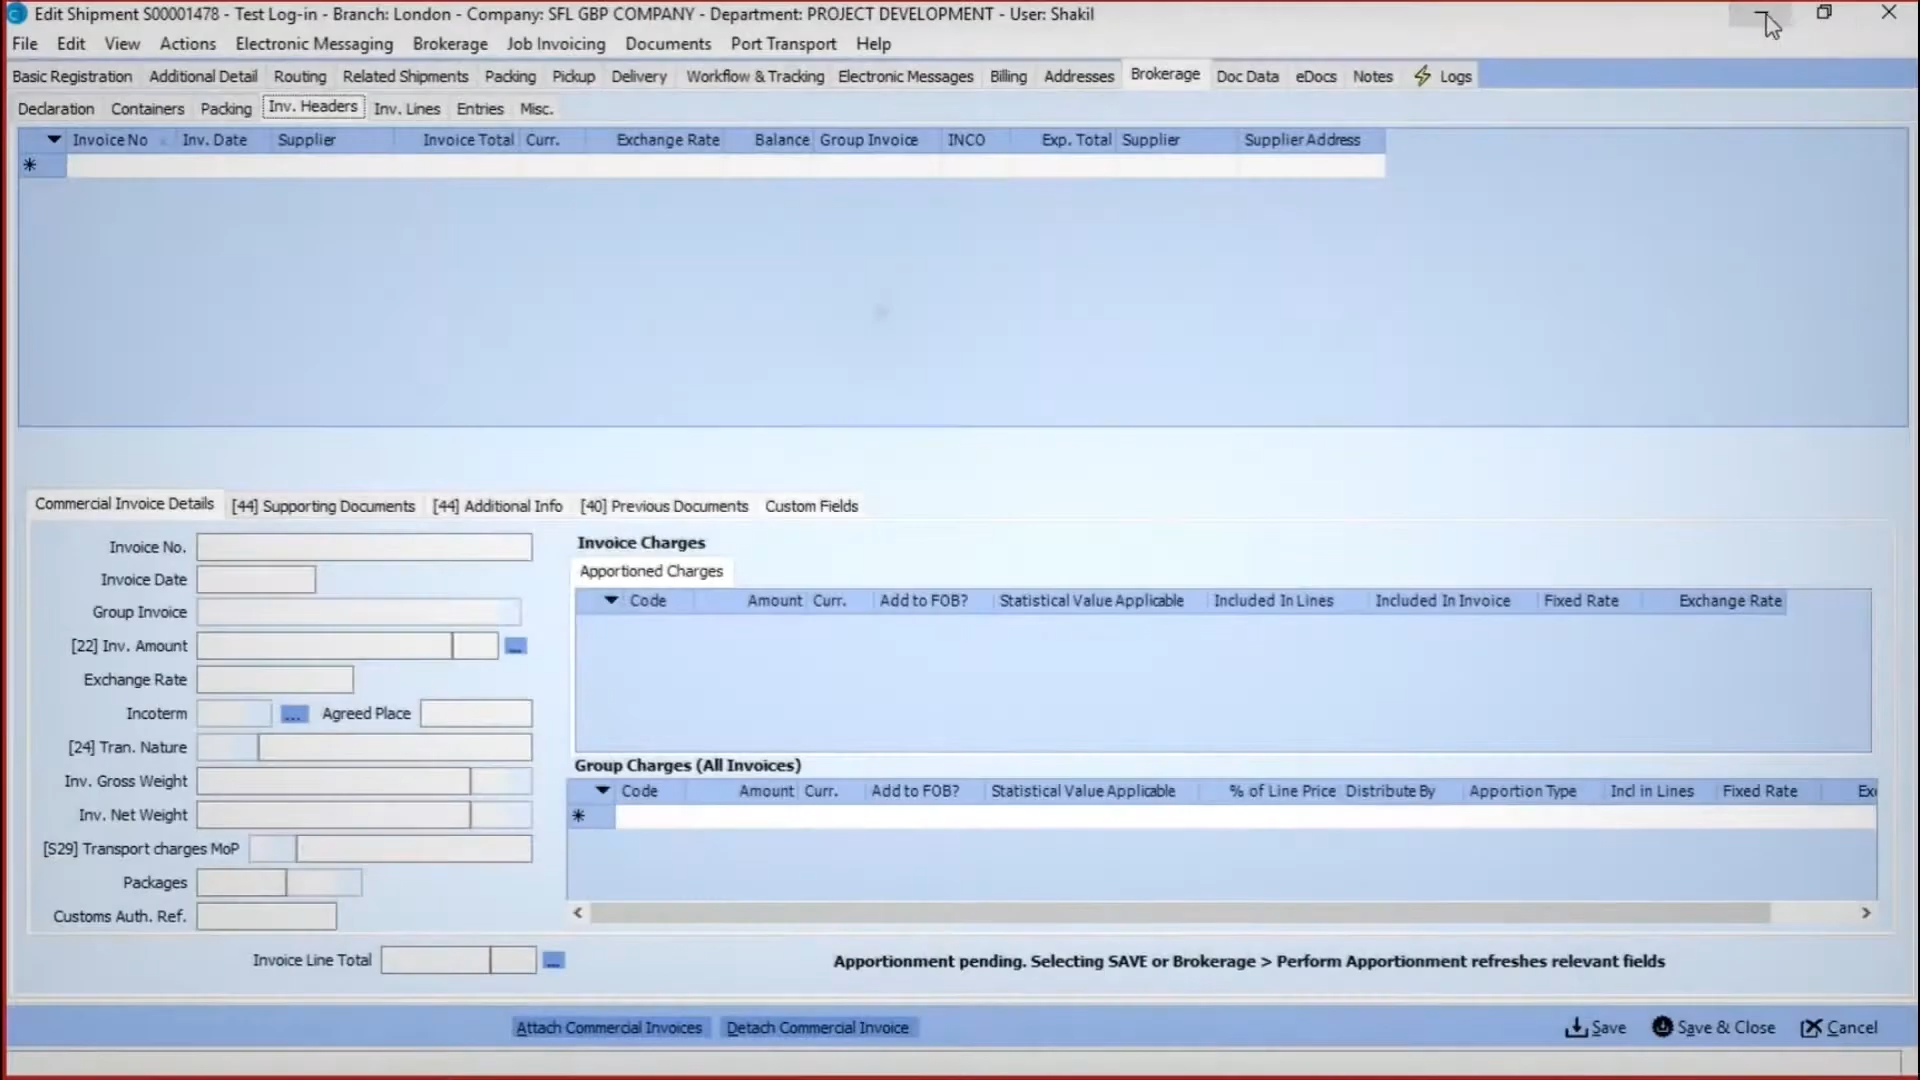 Edit Shipment S00001478 - Test Log-in - Branch: London - Company: SFL GBP COMPANY - Department: PROJECT DEVELOPMENT - User: Shakil
File Edit View Actions Electronic Messaging Brokerage Job Invoicing Documents Port Transport Help
Basic Registration Additional Detail Routing Related Shipments Packing Pickup Delivery Workflow & Tracking Electronic Messages Billing Addresses Brokerage Doc Data eDocs Notes Logs
Declaration Containers Packing Inv. Headers Inv. Lines Entries Misc.
Invoice No Inv. Date Supplier Invoice Total Curr. Exchange Rate Balance Group Invoice INCO Exp. Total Supplier Supplier Address
Commercial Invoice Details [44] Supporting Documents [44] Additional Info [40] Previous Documents Custom Fields
Invoice No.
Invoice Date
Group Invoice
[22] Inv. Amount
Exchange Rate
Incoterm ... Agreed Place
[24] Tran. Nature
Inv. Gross Weight
Inv. Net Weight
[S29] Transport charges MoP
Packages
Customs Auth. Ref.
Invoice Line Total
Invoice Charges
Apportioned Charges
Code Amount Curr. Add to FOB? Statistical Value Applicable Included In Lines Included In Invoice Fixed Rate Exchange Rate
Group Charges (All Invoices)
Code Amount Curr. Add to FOB? Statistical Value Applicable % of Line Price Distribute By Apportion Type Incl in Lines Fixed Rate Ex
Apportionment pending. Selecting SAVE or Brokerage > Perform Apportionment refreshes relevant fields
Attach Commercial Invoices Detach Commercial Invoice Save Save & Close Cancel